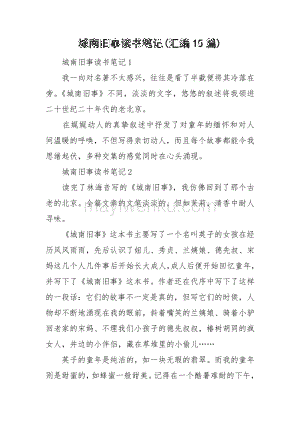 城南旧事读书笔记(汇编15篇)
城南旧事读书笔记1
我一向对名著不太感兴，往往是看了半截便将其冷落在
旁。《城南旧事》不同，淡淡的文字，悠悠的叙述将我领进
二十世纪二十年代的老北京。
在娓娓动人的真挚叙述中抒发了对童年的缅怀和对人
间温暖的呼唤，不但写得亲切动人，而且每个故事都能令我
思潮起伏，多种交集的感觉同时在心头涌现。
城南旧事读书笔记2
读完了林海音写的《城南旧事》，我仿佛回到了那个古
老的北京。全篇文章的文笔淡淡的。但如茉莉，清香中耐人
寻味。
《城南旧事》这本书主要写了一个名叫英子的女孩在经
历风风雨雨，先后认识了妞儿、秀贞、兰姨娘、德先叔、宋
妈这几个人几件事后开始长大成人，成人后便开始回忆童年，
并写下了《城南旧事》这本书。作者还在代序中写下了这样
的一段话：它们的故事不一定是真的，但写着它们的时候，人
物却不断地涌现在我的眼前，斜着嘴笑的兰姨娘、骑着小驴
回老家的宋妈、不理我们小孩子的德先叔叔、椿树胡同的疯
女人、井边的小伴侣、藏在草堆里的小偷儿……
英子的童年是纯洁的，如一块无瑕的翡翠。而我的童年
则是甜蜜的，如蜂蜜一般甜美。记得在一个酷暑难耐的下午，